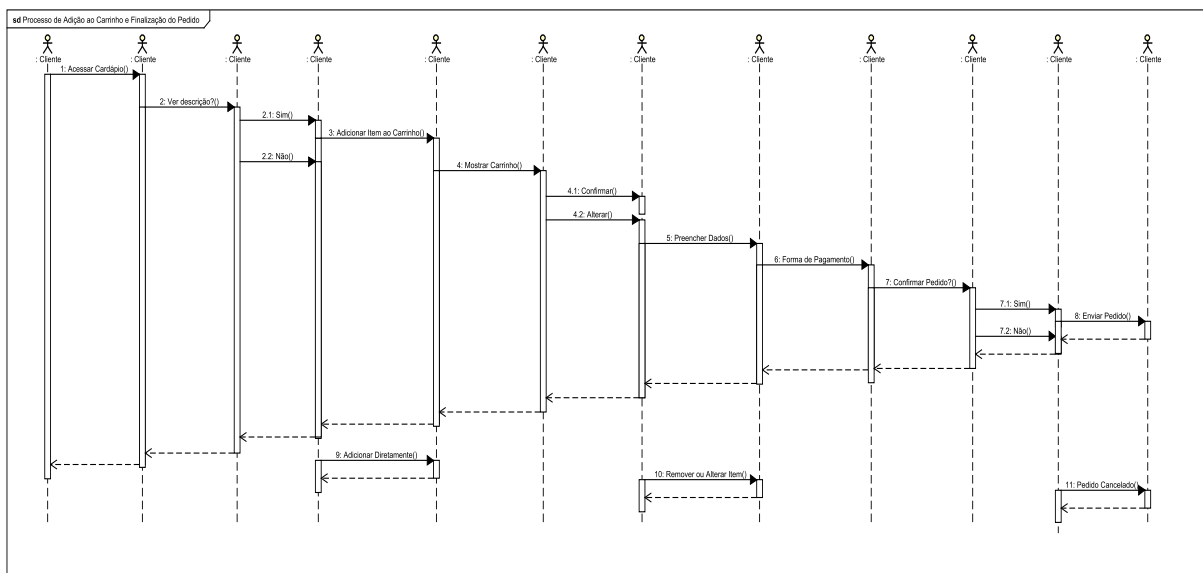 sd Processo de Adição ao Carrinho e Finalização do Pedido
: Cliente : Cliente : Cliente : Cliente : Cliente : Cliente : Cliente : Cliente : Cliente : Cliente : Cliente : Cliente
1: Acessar Cardápio()
2: Ver descrição?()
2.1: Sim()
3: Adicionar Item ao Carrinho()
2.2: Não()
4: Mostrar Carrinho()
4.1: Confirmar()
4.2: Alterar()
5: Preencher Dados()
6: Forma de Pagamento()
7: Confirmar Pedido?()
7.1: Sim()
8: Enviar Pedido()
7.2: Não()
9: Adicionar Diretamente()
10: Remover ou Alterar Item()
11: Pedido Cancelado()